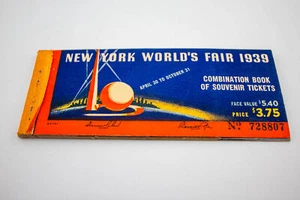 NEW YORK WORLD'S FAIR 1939
APRIL 30 TO OCTOBER 31
COMBINATION BOOK
OF SOUVENIR TICKETS
FACE VALUE $5.40
PRICE $3.75
Nº 728807